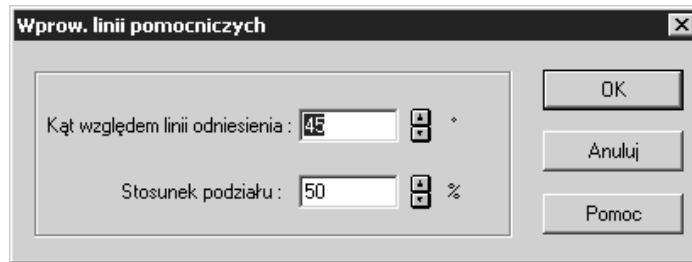 Wprow. linii pomocniczych
OK
Kąt względem linii odniesienia : 45 °
Anuluj
Stosunek podziału : 50 %
Pomoc